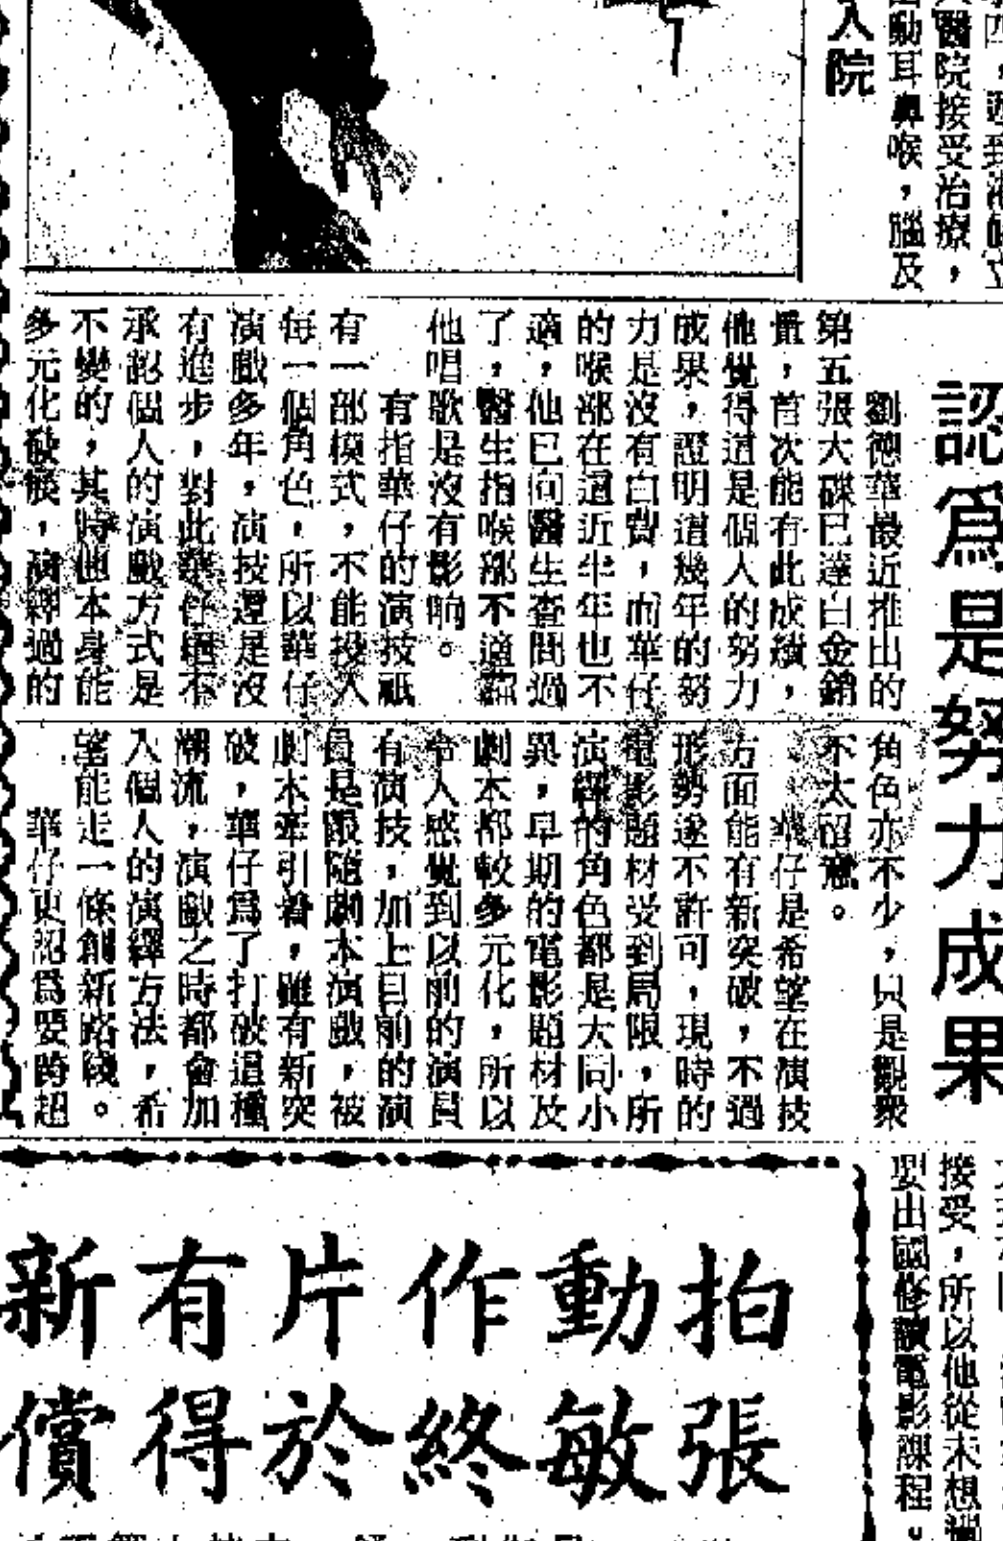 入院
動耳鼻喉，腦及
醫院接受治療，
認爲是努力成果
劉德華最近推出的
第五張大碟已達白金銷
量，首次能有此成績，
他覺得這是個人的努力
成果，證明這幾年的努
力是沒有白費，而華仔
的喉部在過近半年也不
適，他已向醫生查問過
了，醫生指喉部不適
他唱歌是沒有影响。
有指華仔的演技祇
有一部模式，不能投入
每一個角色，所以華仔
演戲多年，演技還是沒
有進步，對此華仔絕不
承認個人的演戲方式是
不變的，其時他本身能
多元化發展，演繹過的
角色亦不少，只是觀衆
不太留意。
華仔是希望在演技
方面能有新突破，不過
形勢遂不許可，現時的
電影題材受到局限，所
演繹的角色都是大同小
異，早期的電影題材及
劇本都較多元化，所以
令人感覺到以前的演員
有演技，加上目前的演
員是跟隨劇本演戲，被
劇本牽引着，雖有新突
破，華仔爲了打破這種
潮流，演戲之時都會加
入個人的演繹方法，希
望能走一條創新路綫。
華仔更認爲要跨超
接受，所以他從未想過
要出國修讀電影課程。
拍動作片有新
張敏終於得償